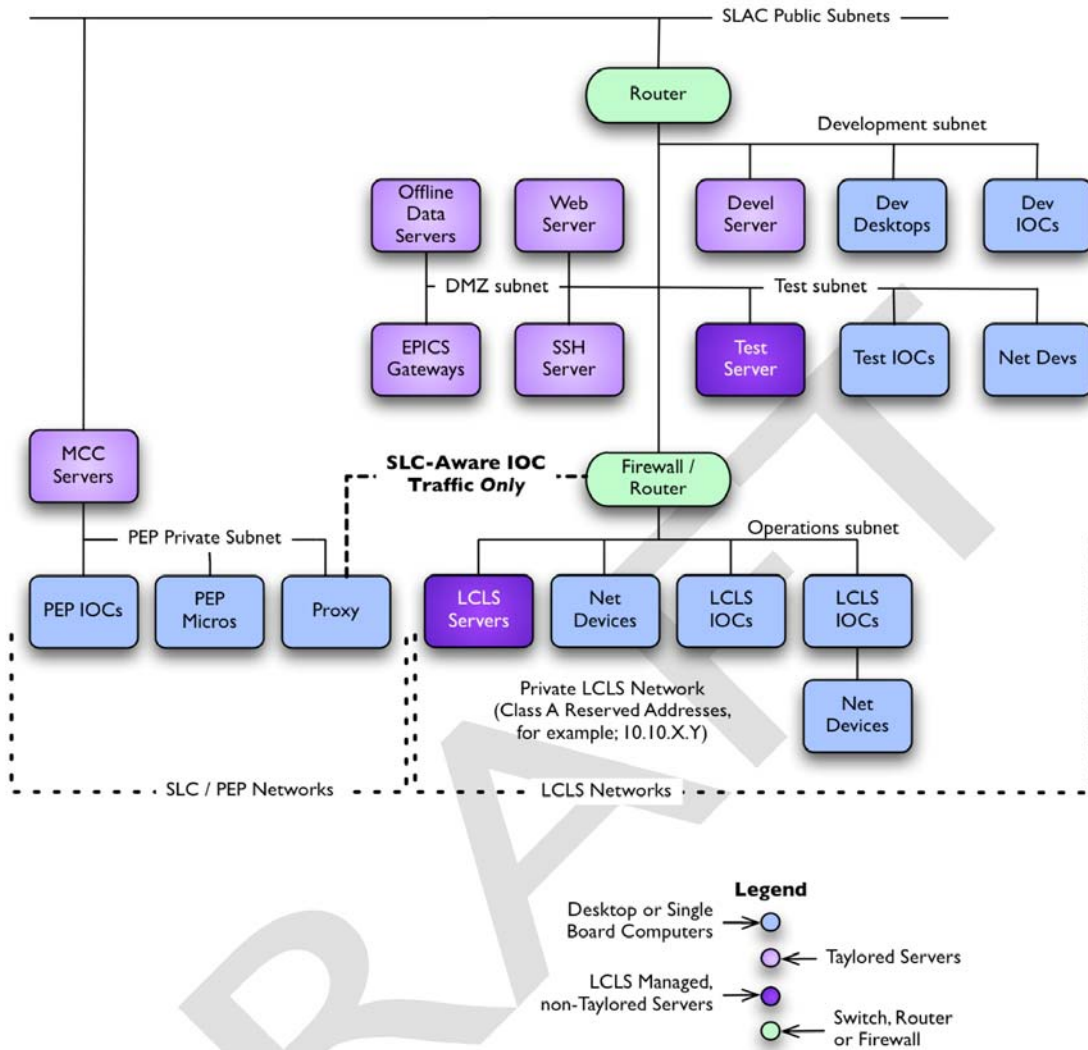 SLAC Public Subnets
Router
Development subnet
Offline
Data
Servers
Web
Server
Devel
Server
Dev
Desktops
Dev
IOCs
DMZ subnet
Test subnet
EPICS
Gateways
SSH
Server
Test
Server
Test IOCs
Net Devs
MCC
Servers
SLC-Aware IOC
Traffic Only
Firewall /
Router
PEP Private Subnet
Operations subnet
PEP IOCs
PEP
Micros
Proxy
LCLS
Servers
Net
Devices
LCLS
IOCs
LCLS
IOCs
Private LCLS Network
(Class A Reserved Addresses,
for example; 10.10.X.Y)
Net
Devices
SLC / PEP Networks
LCLS Networks
Legend
Desktop or Single
Board Computers
Taylored Servers
LCLS Managed,
non-Taylored Servers
Switch, Router
or Firewall
RAFT